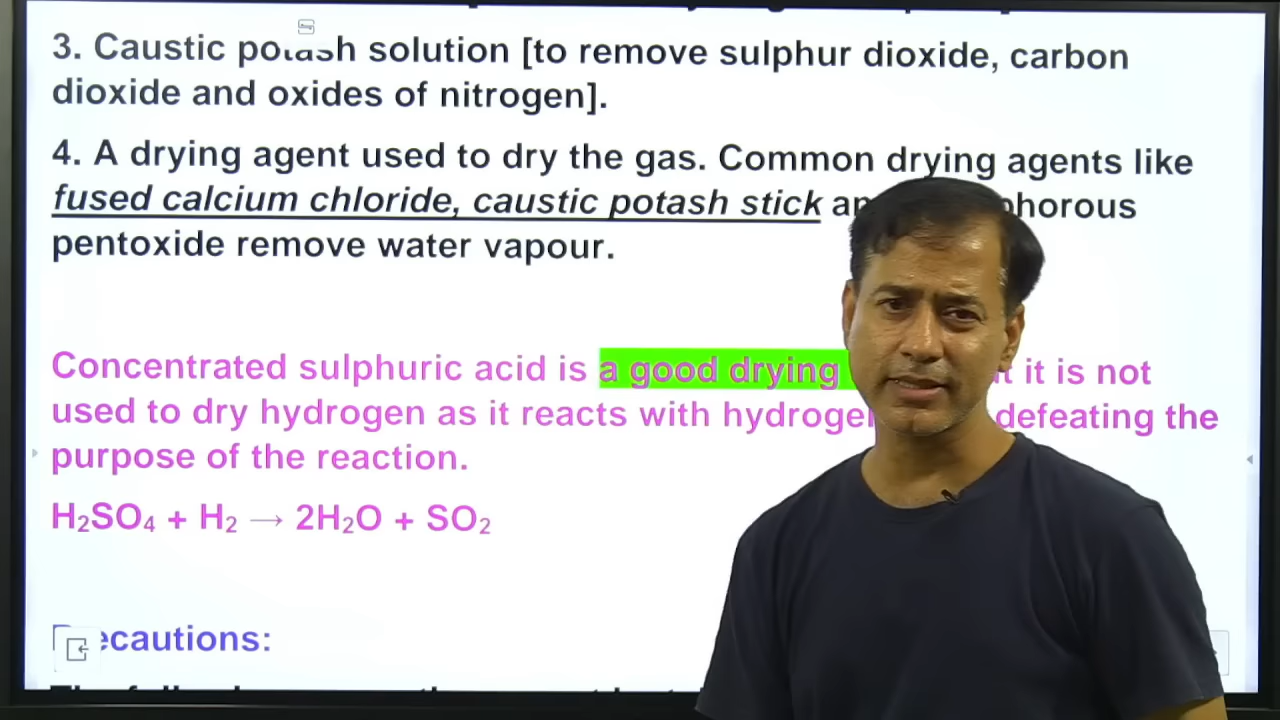 3. Caustic potash solution [to remove sulphur dioxide, carbon
dioxide and oxides of nitrogen].
4. A drying agent used to dry the gas. Common drying agents like
fused calcium chloride, caustic potash stick
pentoxide remove water vapour.
Concentrated sulphuric acid is a good drying it is not
used to dry hydrogen as it reacts with defeating the
purpose of the reaction.
H₂SO₄ + H₂ → 2H₂O + SO₂